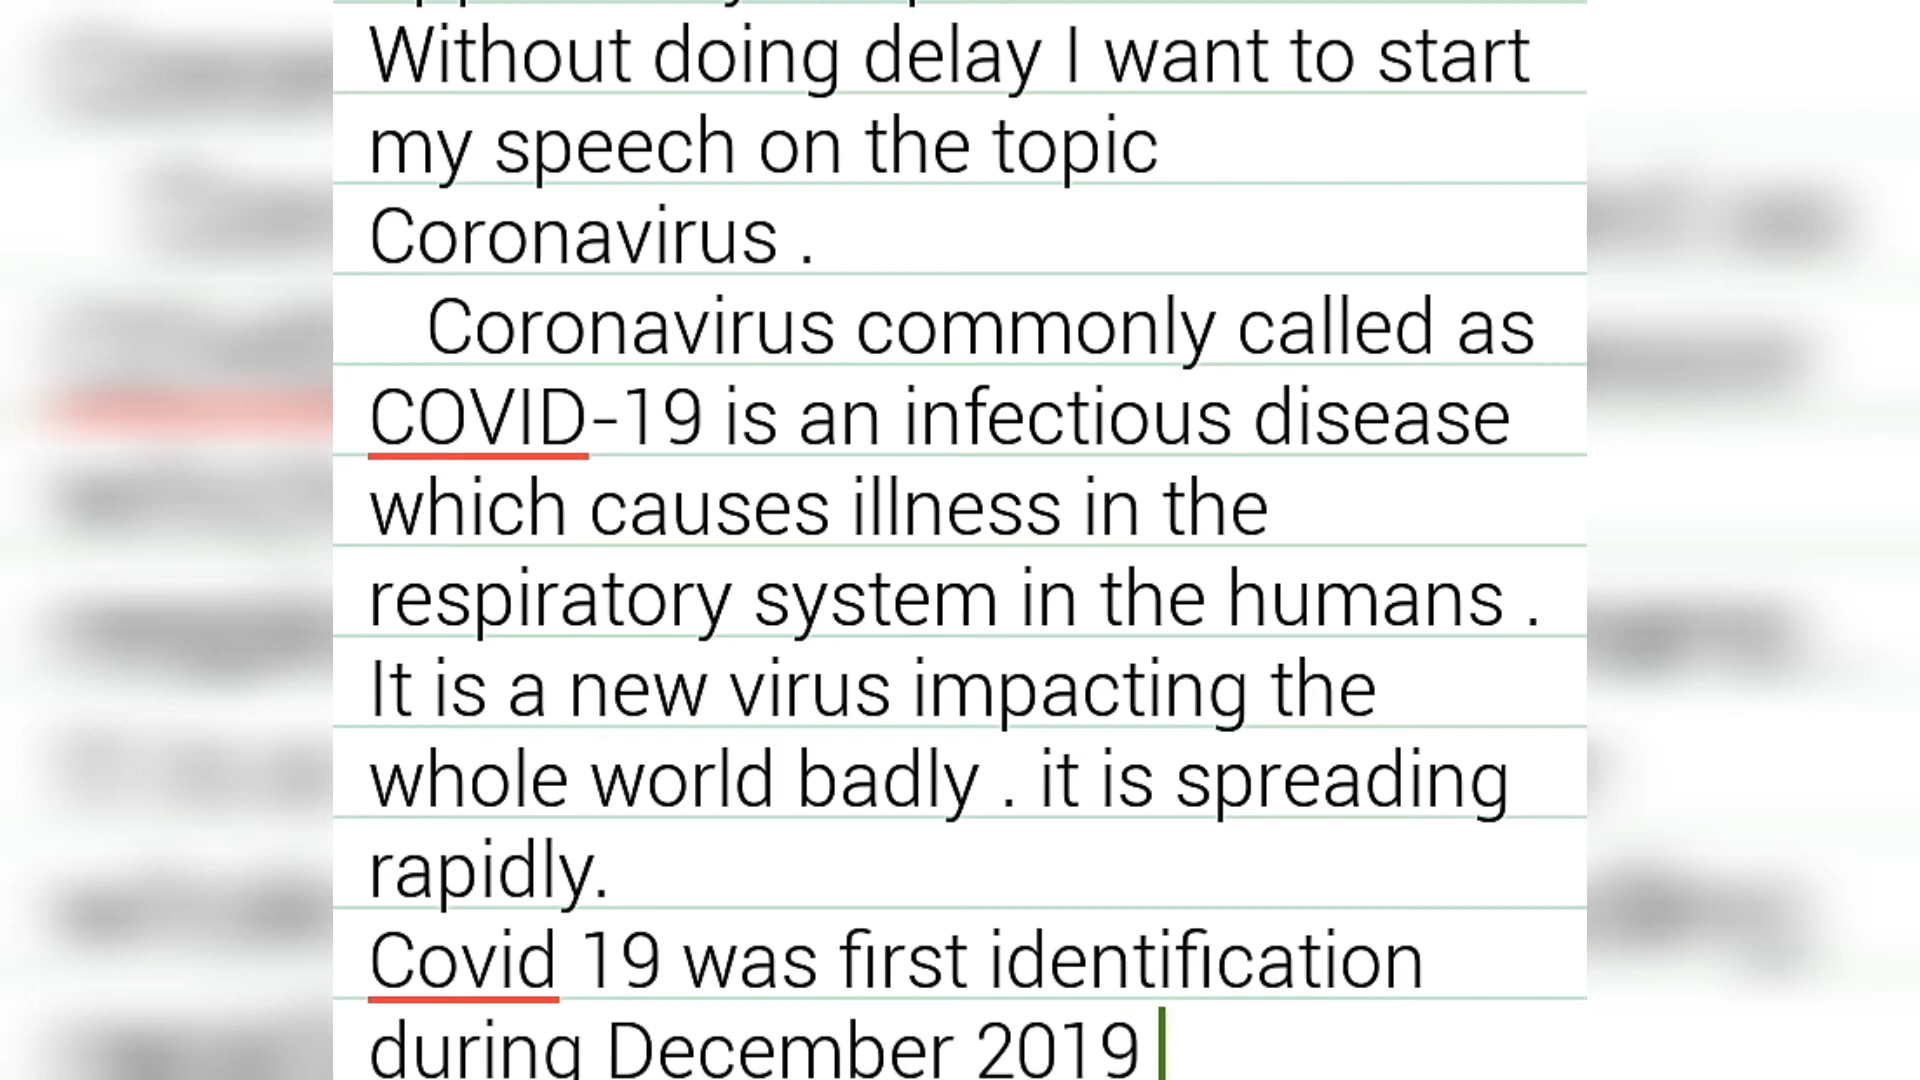 Without doing delay I want to start
my speech on the topic
Coronavirus .
Coronavirus commonly called as
COVID-19 is an infectious disease
which causes illness in the
respiratory system in the humans .
It is a new virus impacting the
whole world badly . it is spreading
rapidly.
Covid 19 was first identification
during December 2019